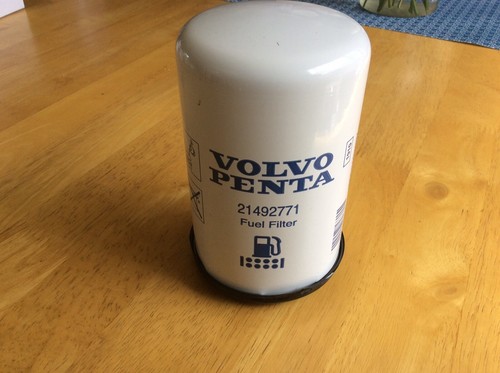 VOLVO
PENTA
21492771
Fuel Filter